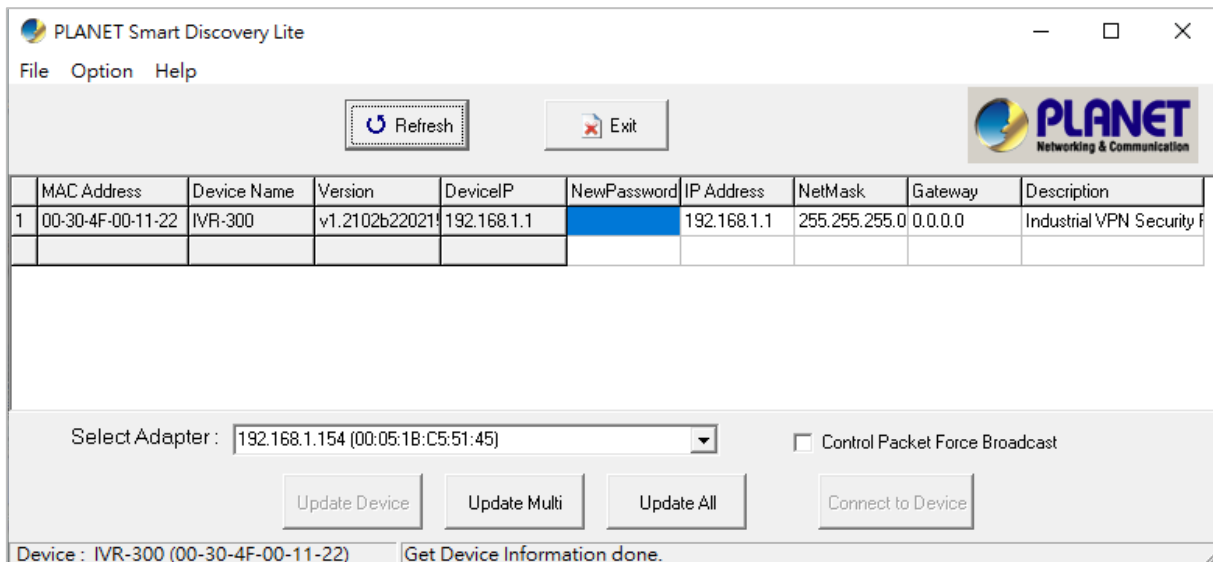 PLANET Smart Discovery Lite
File Option Help
Refresh Exit
PLANET
Networking & Communication
MAC Address Device Name Version DeviceIP NewPassword IP Address NetMask Gateway Description
1 00-30-4F-00-11-22 IVR-300 v1.2102b22021 192.168.1.1 192.168.1.1 255.255.255.0 0.0.0.0 Industrial VPN Security
Select Adapter : 192.168.1.154 (00:05:1B:C5:51:45) Control Packet Force Broadcast
Update Device Update Multi Update All Connect to Device
Device : IVR-300 (00-30-4F-00-11-22) Get Device Information done.